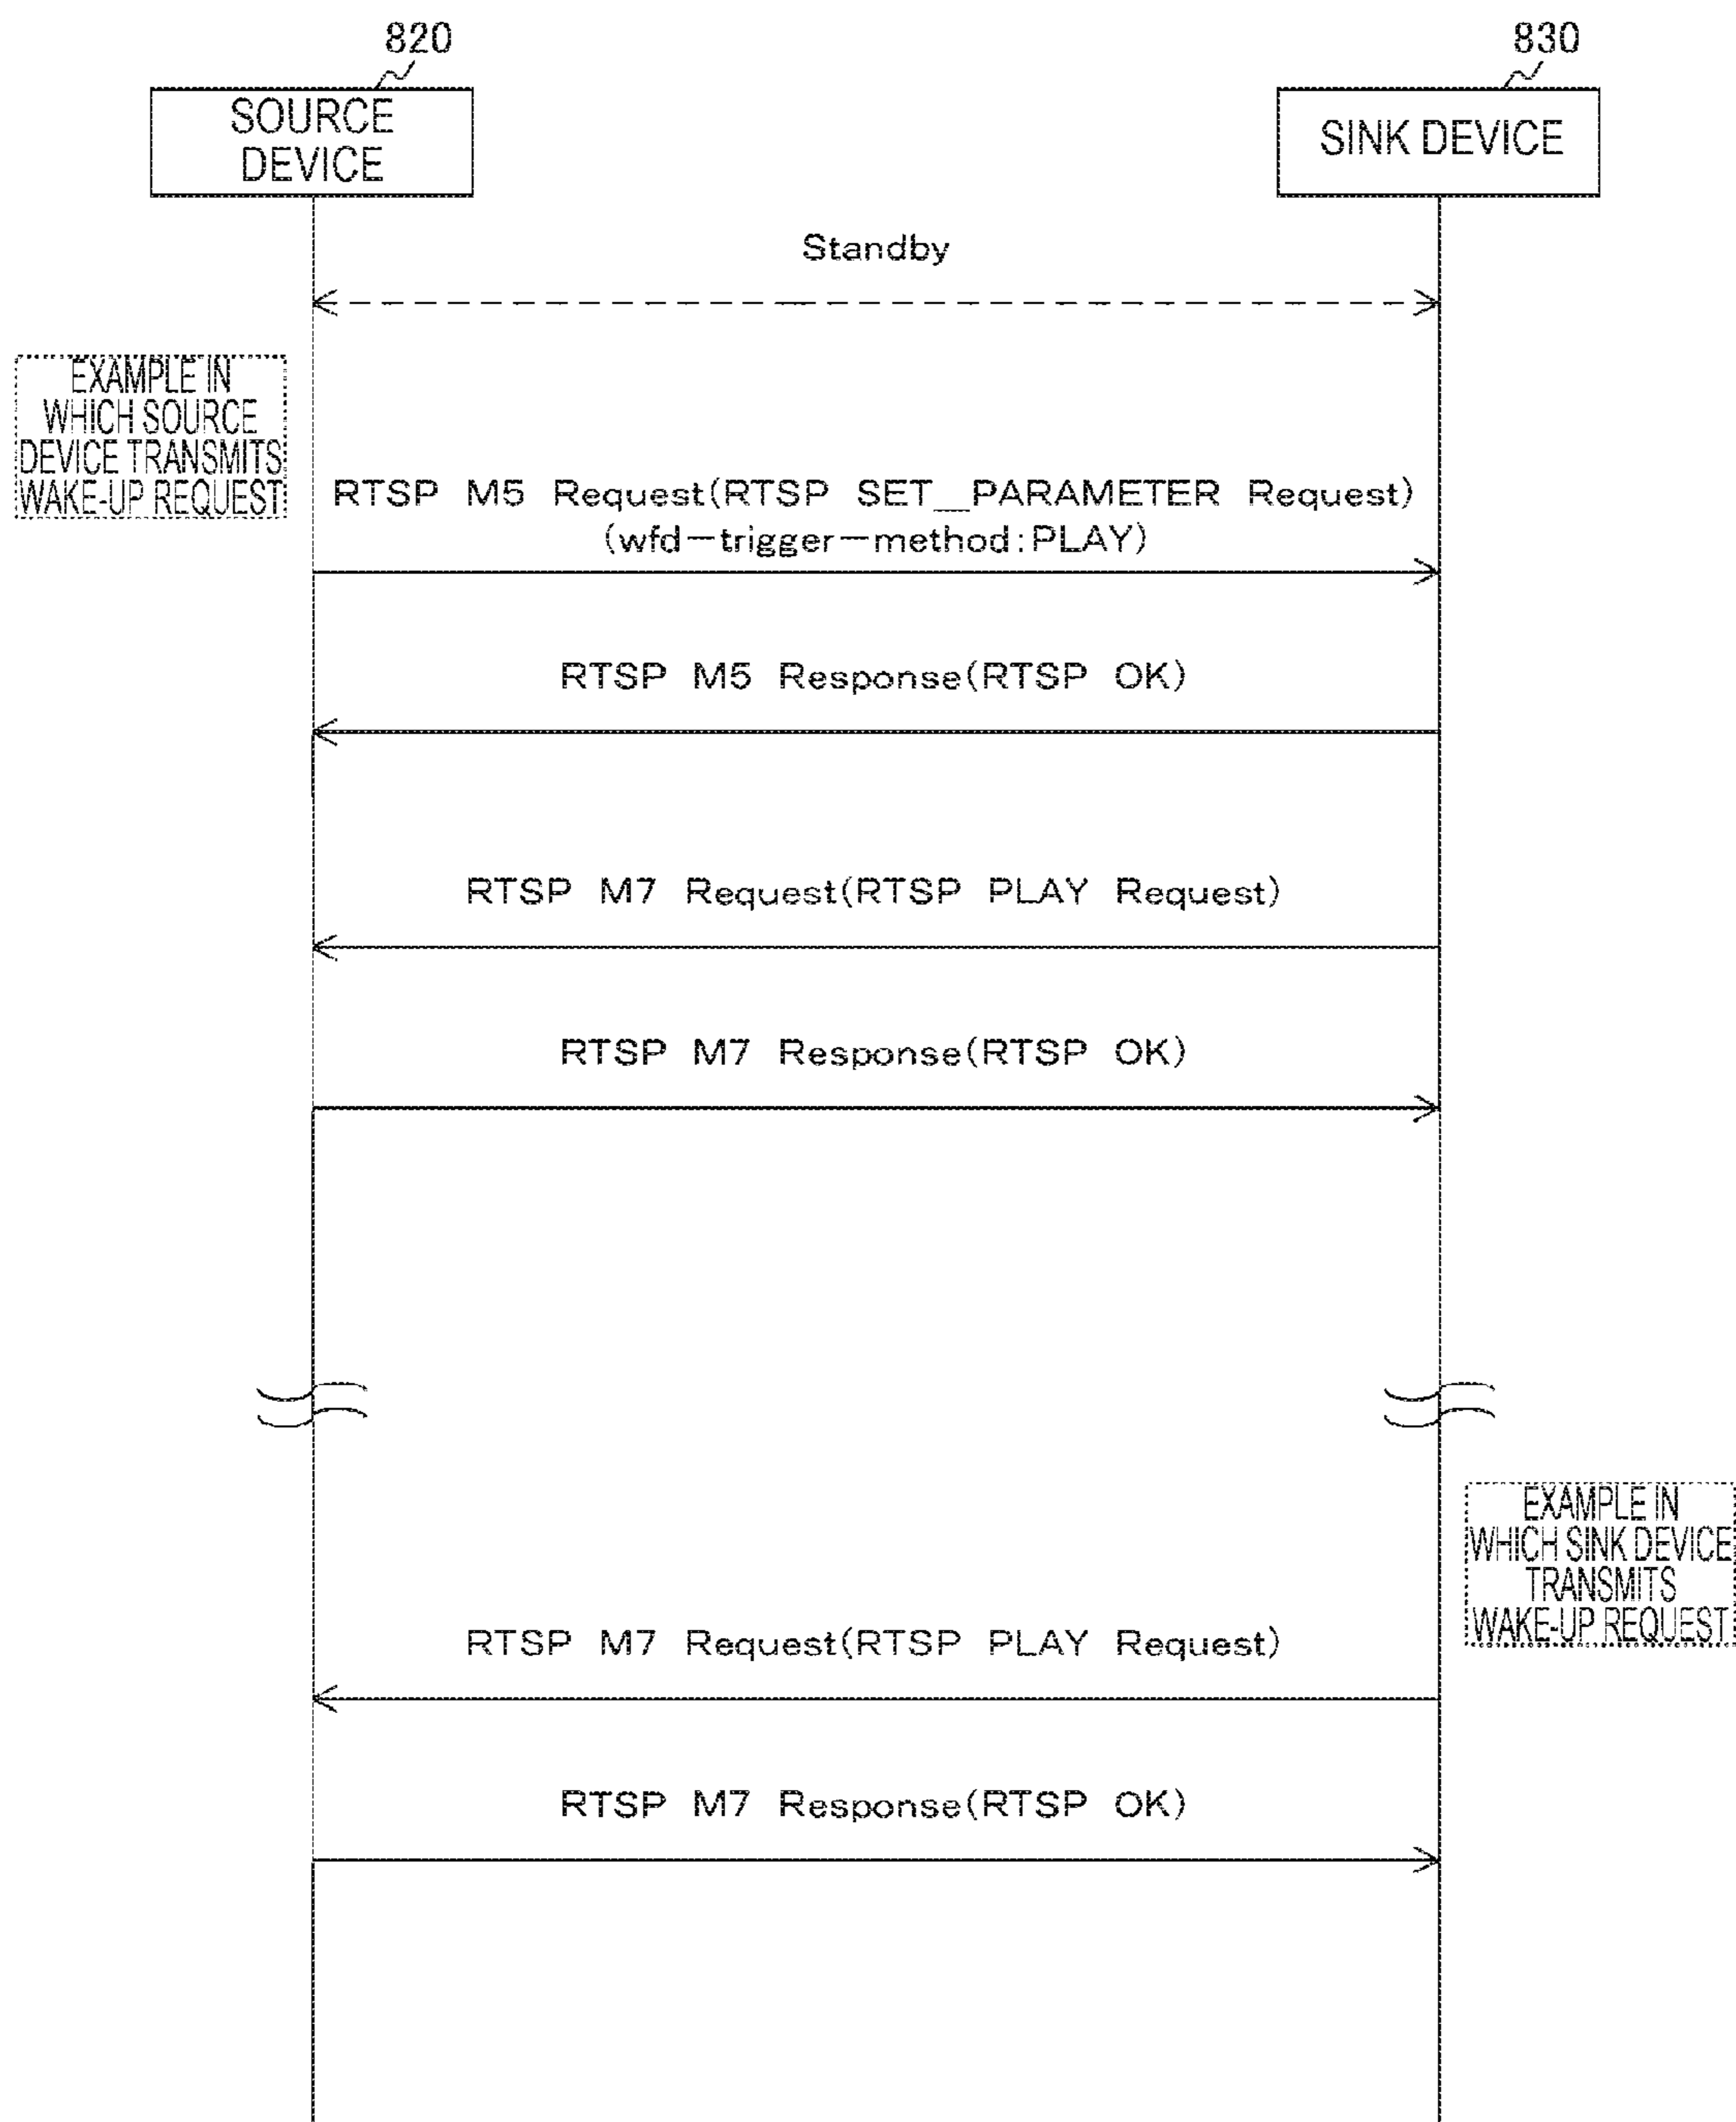 820
830
SOURCE
DEVICE
SINK DEVICE
Standby
EXAMPLE IN
WHICH SOURCE
DEVICE TRANSMITS
WAKE-UP REQUEST
RTSP M5 Request(RTSP SET_PARAMETER Request)
(wfd-trigger-method:PLAY)
RTSP M5 Response(RTSP OK)
RTSP M7 Request(RTSP PLAY Request)
RTSP M7 Response(RTSP OK)
EXAMPLE IN
WHICH SINK DEVICE
TRANSMITS
WAKE-UP REQUEST
RTSP M7 Request(RTSP PLAY Request)
RTSP M7 Response(RTSP OK)